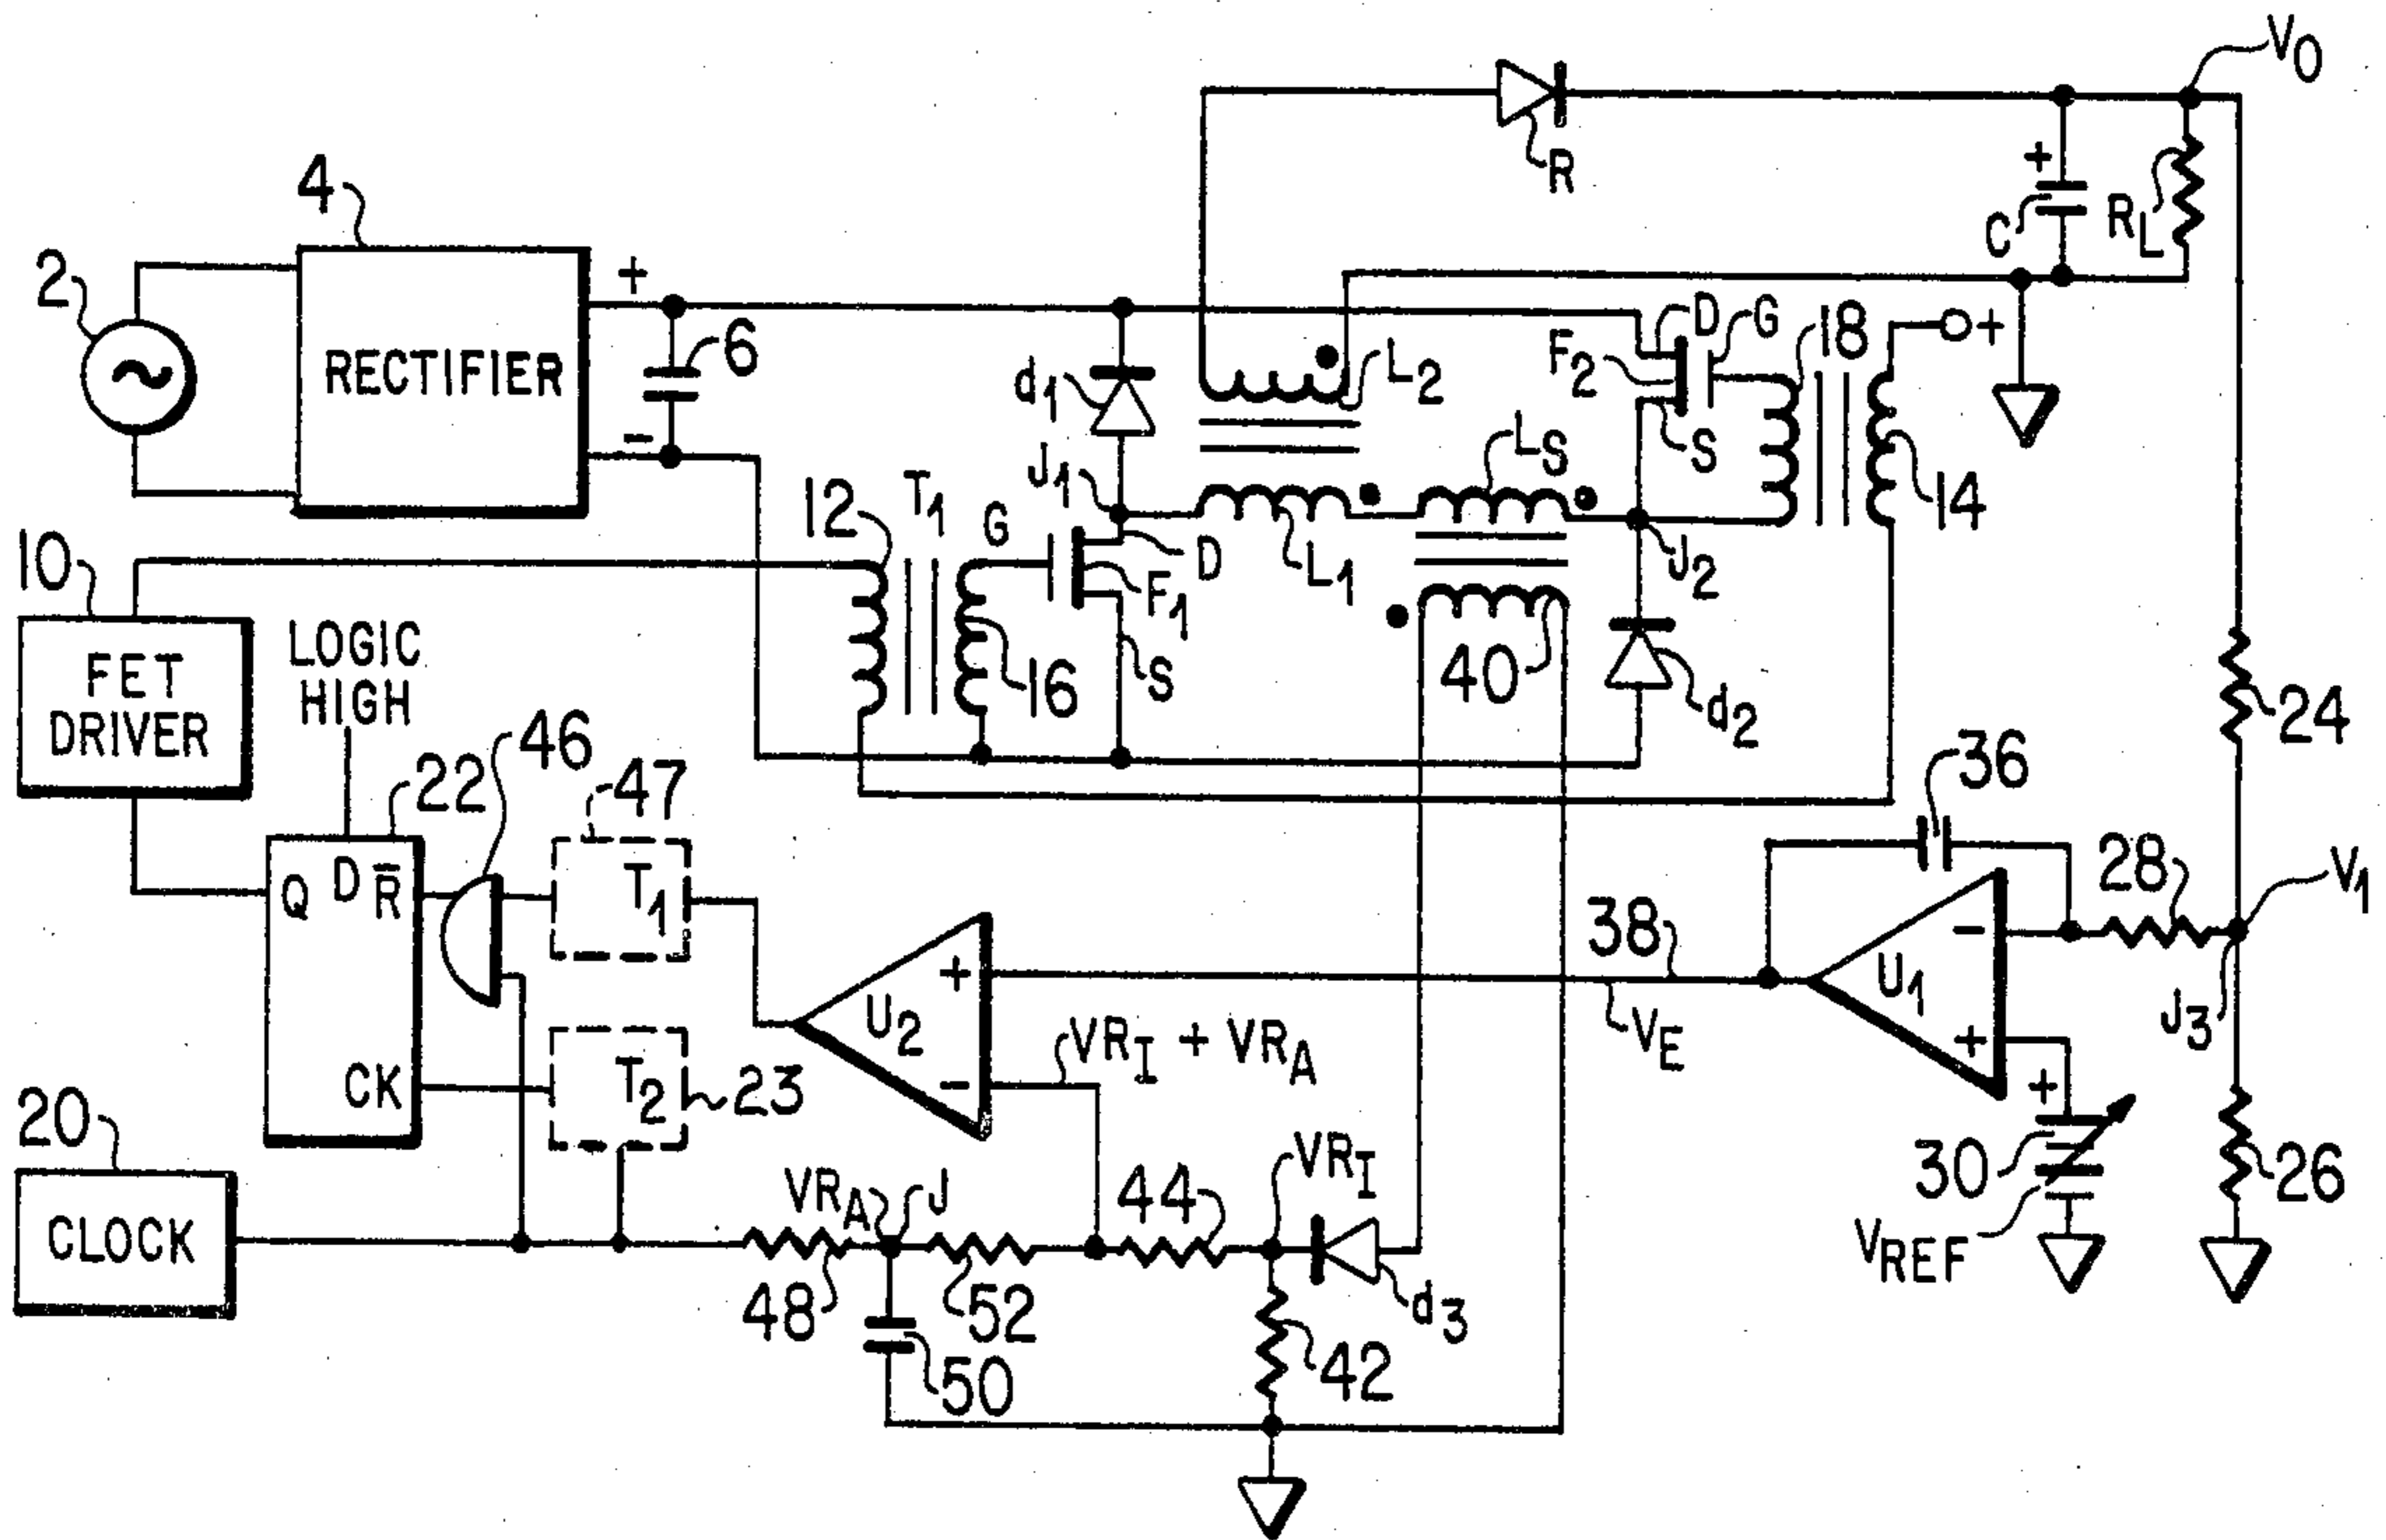 V0
4
R
+
C
RL
2
+
-
RECTIFIER
6
d1
L2
F2
D
G
18
+
S
14
J1
LS
12
T1
G
D
F1
L1
J2
10
FET
DRIVER
LOGIC
HIGH
16
S
40
d2
24
46
22
47
36
Q
D
R̅
T1
28
V1
38
+
-
U1
U2
VE
J3
CK
T2
23
VRI + VRA
-
+
+
20
CLOCK
VRA
J
44
VRI
30
26
VREF
48
52
d3
50
42